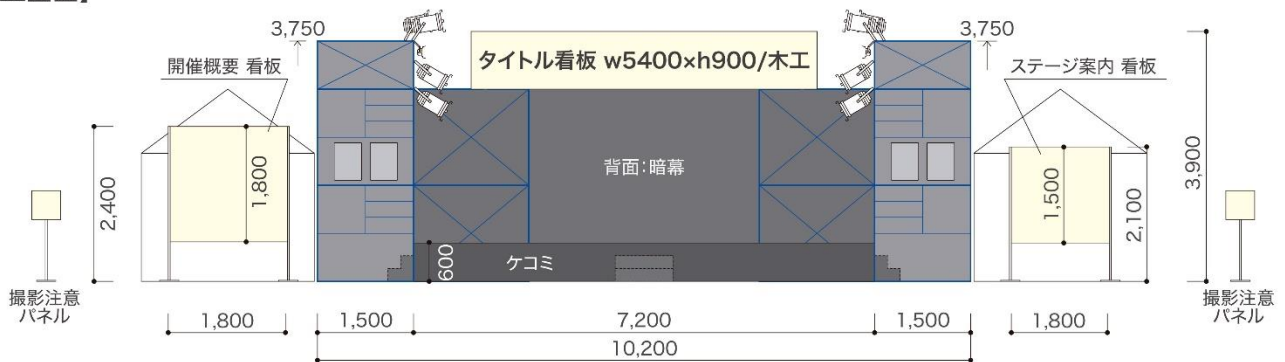 3,750
3,750
タイトル看板 w5400×h900/木工
開催概要 看板
ステージ案内 看板
背面:暗幕
2,400
1,800
1,500
2,100
3,900
600
ケコミ
撮影注意
パネル
撮影注意
パネル
1,800
1,500
7,200
1,500
1,800
10,200